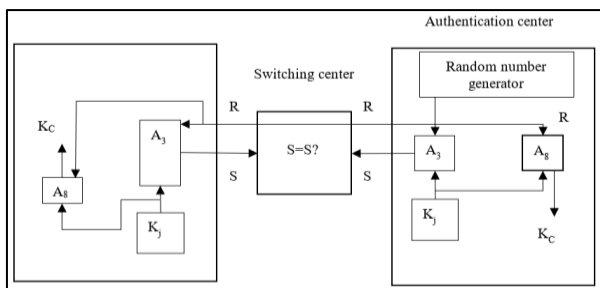 Authentication center
Random number
generator
Switching center
R
R
R
K_C
A_3
S=S?
A_3
A_8
S
S
A_8
K_j
K_j
K_C